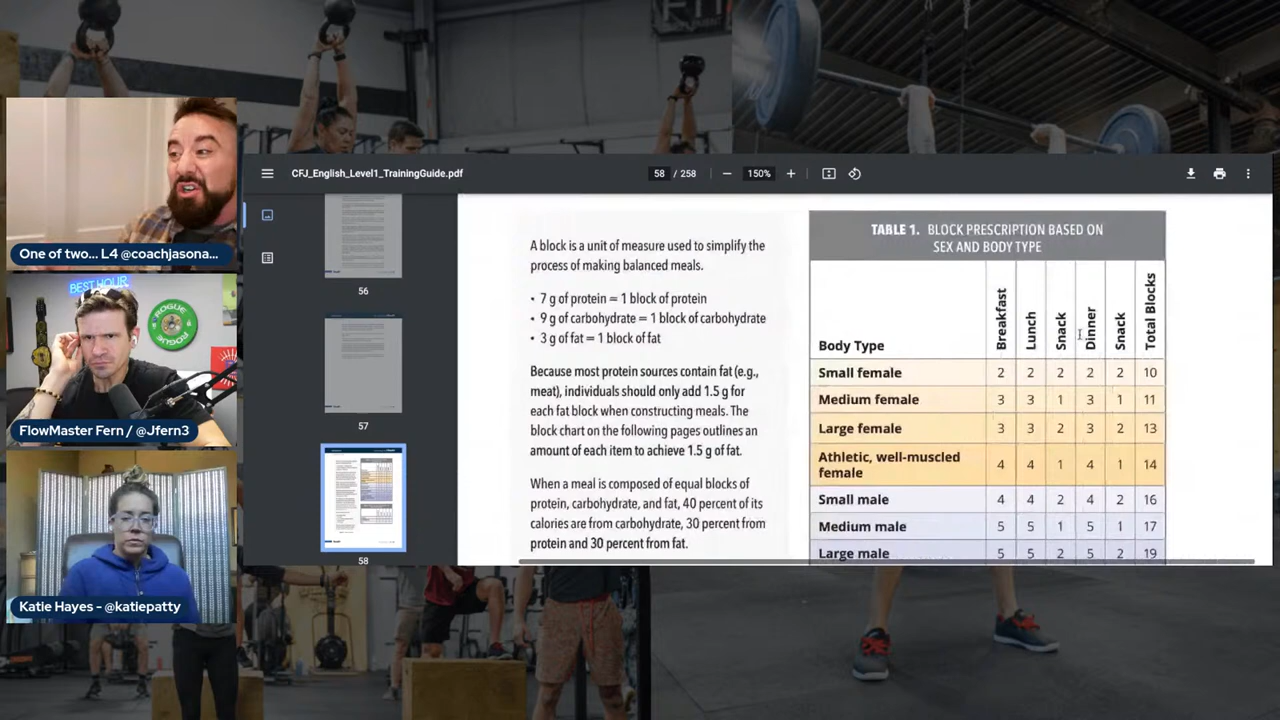 CFJ_English_Level1_TrainingGuide.pdf
58 / 258
150%
One of two... L4 @coachjasona...
BEST HOUR
ROGUE
FlowMaster Fern / @Jfern3
Katie Hayes - @katiepatty
56
57
58
A block is a unit of measure used to simplify the
process of making balanced meals.
• 7 g of protein = 1 block of protein
• 9 g of carbohydrate = 1 block of carbohydrate
• 3 g of fat = 1 block of fat
Because most protein sources contain fat (e.g.,
meat), individuals should only add 1.5 g for
each fat block when constructing meals. The
block chart on the following pages outlines an
amount of each item to achieve 1.5 g of fat.
When a meal is composed of equal blocks of
protein, carbohydrate, and fat, 40 percent of its
calories are from carbohydrate, 30 percent from
protein and 30 percent from fat.
TABLE 1. BLOCK PRESCRIPTION BASED ON
SEX AND BODY TYPE
Body Type Breakfast Lunch Snack Dinner Snack Total Blocks
Small female 2 2 2 2 2 10
Medium female 3 3 1 3 1 11
Large female 3 3 2 3 2 13
Athletic, well-muscled
female 4 4 1 4 1 14
Small male 4 4 2 4 2 16
Medium male 5 5 1 5 1 17
Large male 5 5 2 5 2 19